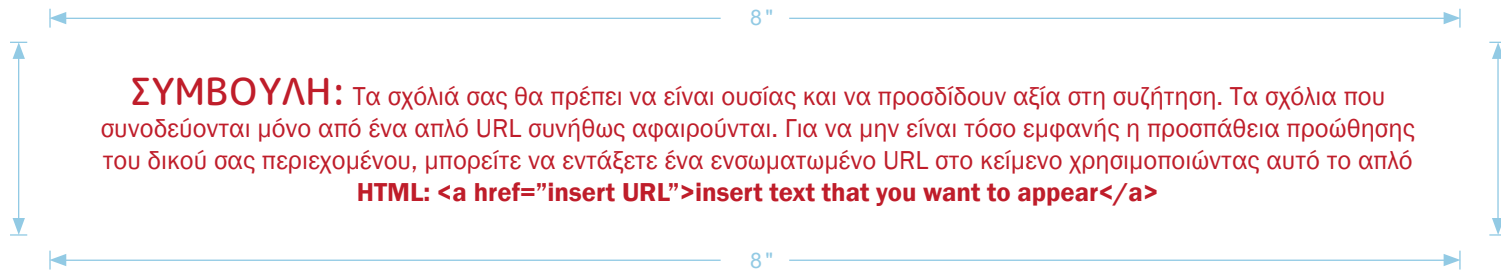 8"
ΣΥΜΒΟΥΛΗ: Τα σχόλιά σας θα πρέπει να είναι ουσίας και να προσδίδουν αξία στη συζήτηση. Τα σχόλια που
συνοδεύονται μόνο από ένα απλό URL συνήθως αφαιρούνται. Για να μην είναι τόσο εμφανής η προσπάθεια προώθησης
του δικού σας περιεχομένου, μπορείτε να εντάξετε ένα ενσωματωμένο URL στο κείμενο χρησιμοποιώντας αυτό το απλό
HTML: <a href=”insert URL”>insert text that you want to appear</a>
8"